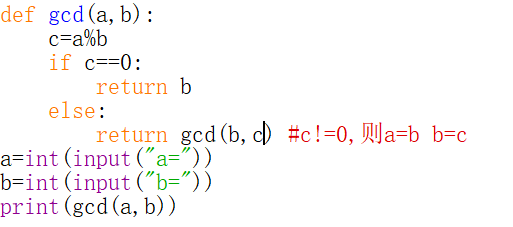 def gcd(a,b):
    c=a%b
    if c==0:
        return b
    else:
        return gcd(b,c) #c!=0,则a=b b=c
a=int(input("a="))
b=int(input("b="))
print(gcd(a,b))